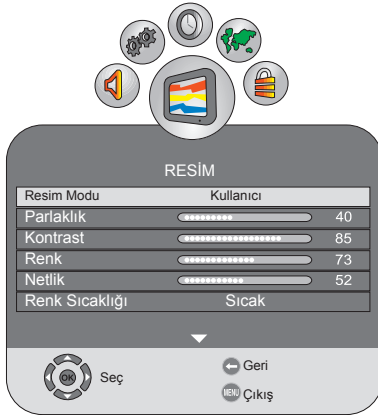 RESİM
Resim Modu Kullanıcı
Parlaklık 40
Kontrast 85
Renk 73
Netlik 52
Renk Sıcaklığı Sıcak
OK Seç
Geri
MENU Çıkış